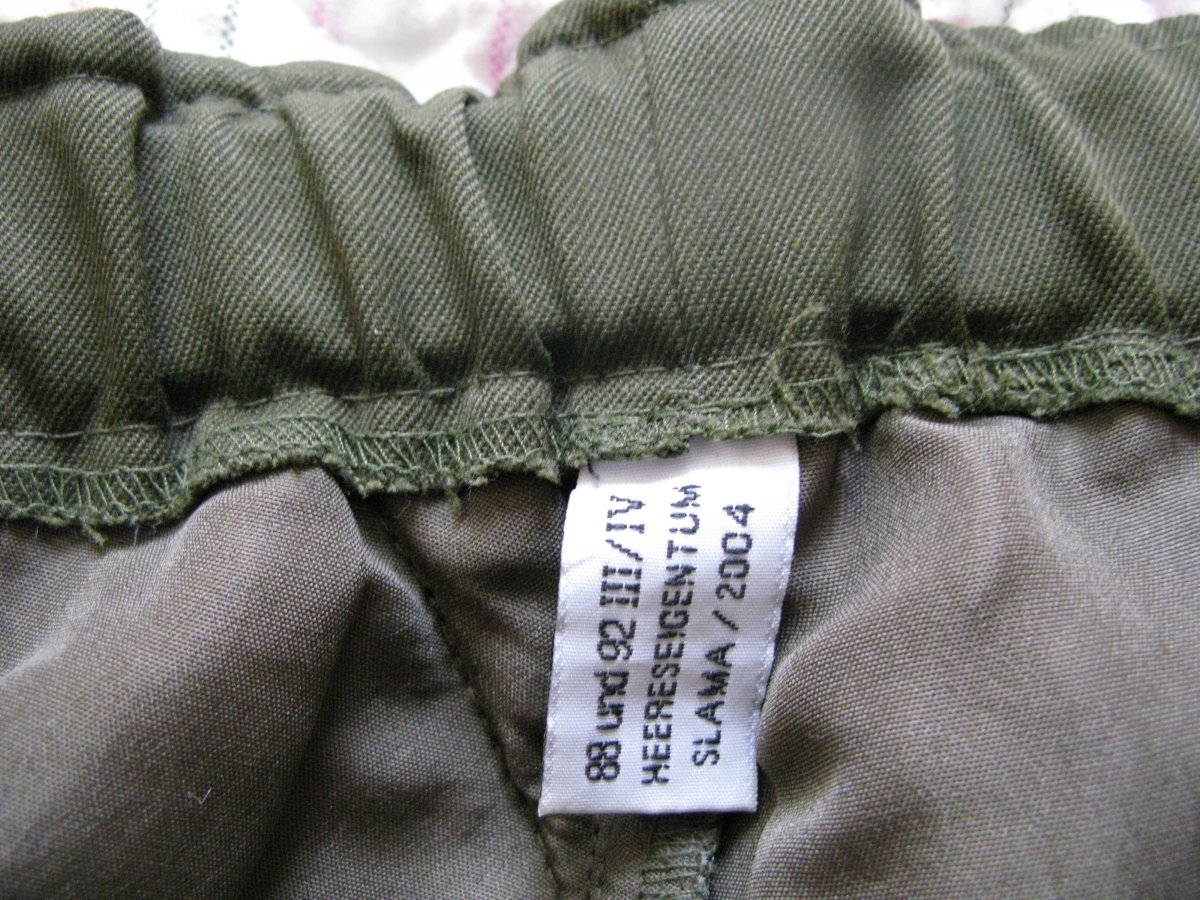 88 und 92 III/IV
HEERESEIGENTUM
SLAMA / 2004